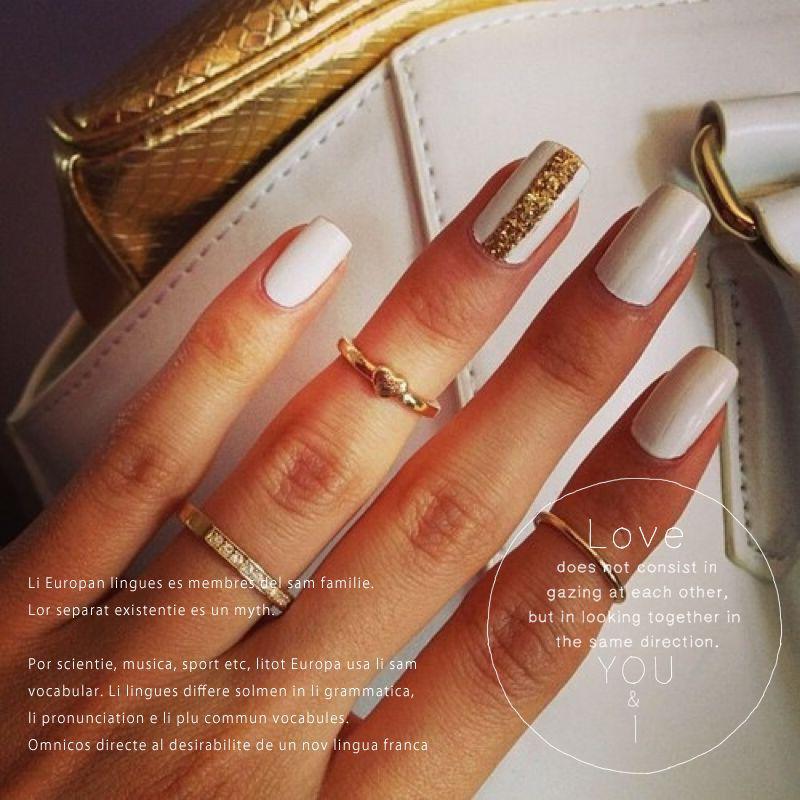 Li Europan lingues es membres del sam familie.
Lor separat existentie es un myth.
Por scientie, musica, sport etc, litot Europa usa li sam
vocabular. Li lingues differe solmen in li grammatica,
li pronunciation e li plu commun vocabules.
Omnicos directe al desirabilite de un nov lingua franca
Love
does not consist in
gazing at each other,
but in looking together in
the same direction.
YOU
&
I